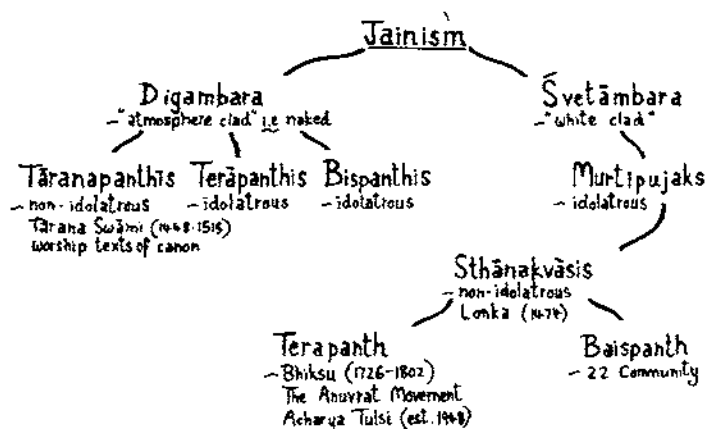 Jainism
Digambara
- "atmosphere clad" i.e naked
Śvetāmbara
- "white clad"
Tāranapanthīs
- non-idolatrous
Tārana Swāmi (1448-1515)
worship texts of canon
Terāpanthis
- idolatrous
Bispanthis
- idolatrous
Murtipujaks
- idolatrous
Sthānakvāsis
- non-idolatrous
Lonka (1474)
Terapanth
- Bhiksu (1726-1802)
The Anuvrat Movement
Acharya Tulsi (est. 1948)
Baispanth
- 22 Community